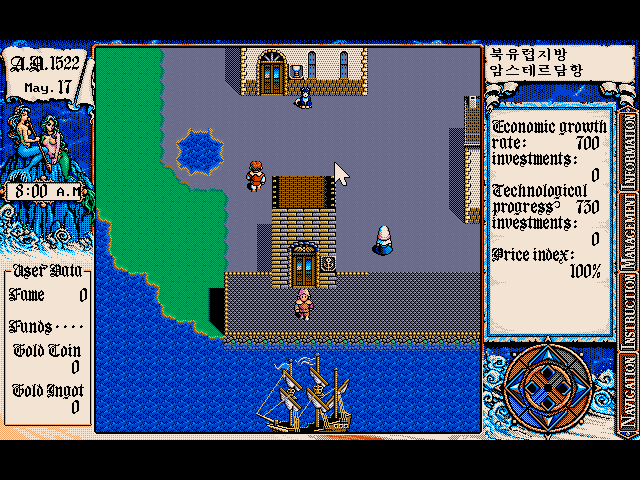 A.D.1522
May. 17
8:00 A.M
User Data
Fame 0
Funds····
Gold Coin
0
Gold Ingot
0
북유럽지방
암스테르담항
Economic growth
rate: 700
investments:
0
Technological
progress: 730
investments:
0
Price index:
100%
Information
Management
Instruction
Navigation